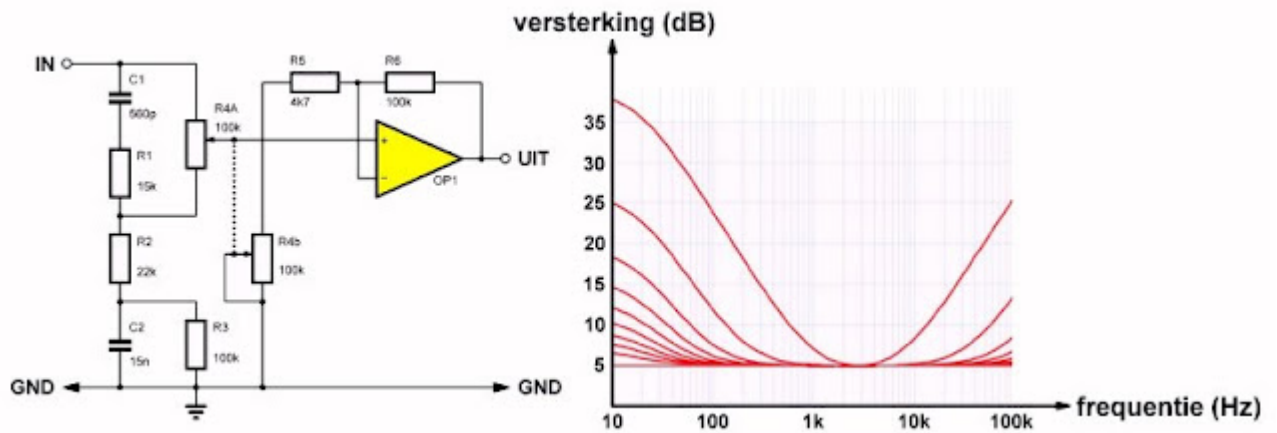 versterking (dB)
IN
C1
560p
R4A
100k
R1
15k
R2
22k
C2
15n
R3
100k
R5
4k7
R6
100k
+
−
OP1
UIT
R4b
100k
GND
GND
35
30
25
20
15
10
5
10
100
1k
10k
100k
frequentie (Hz)